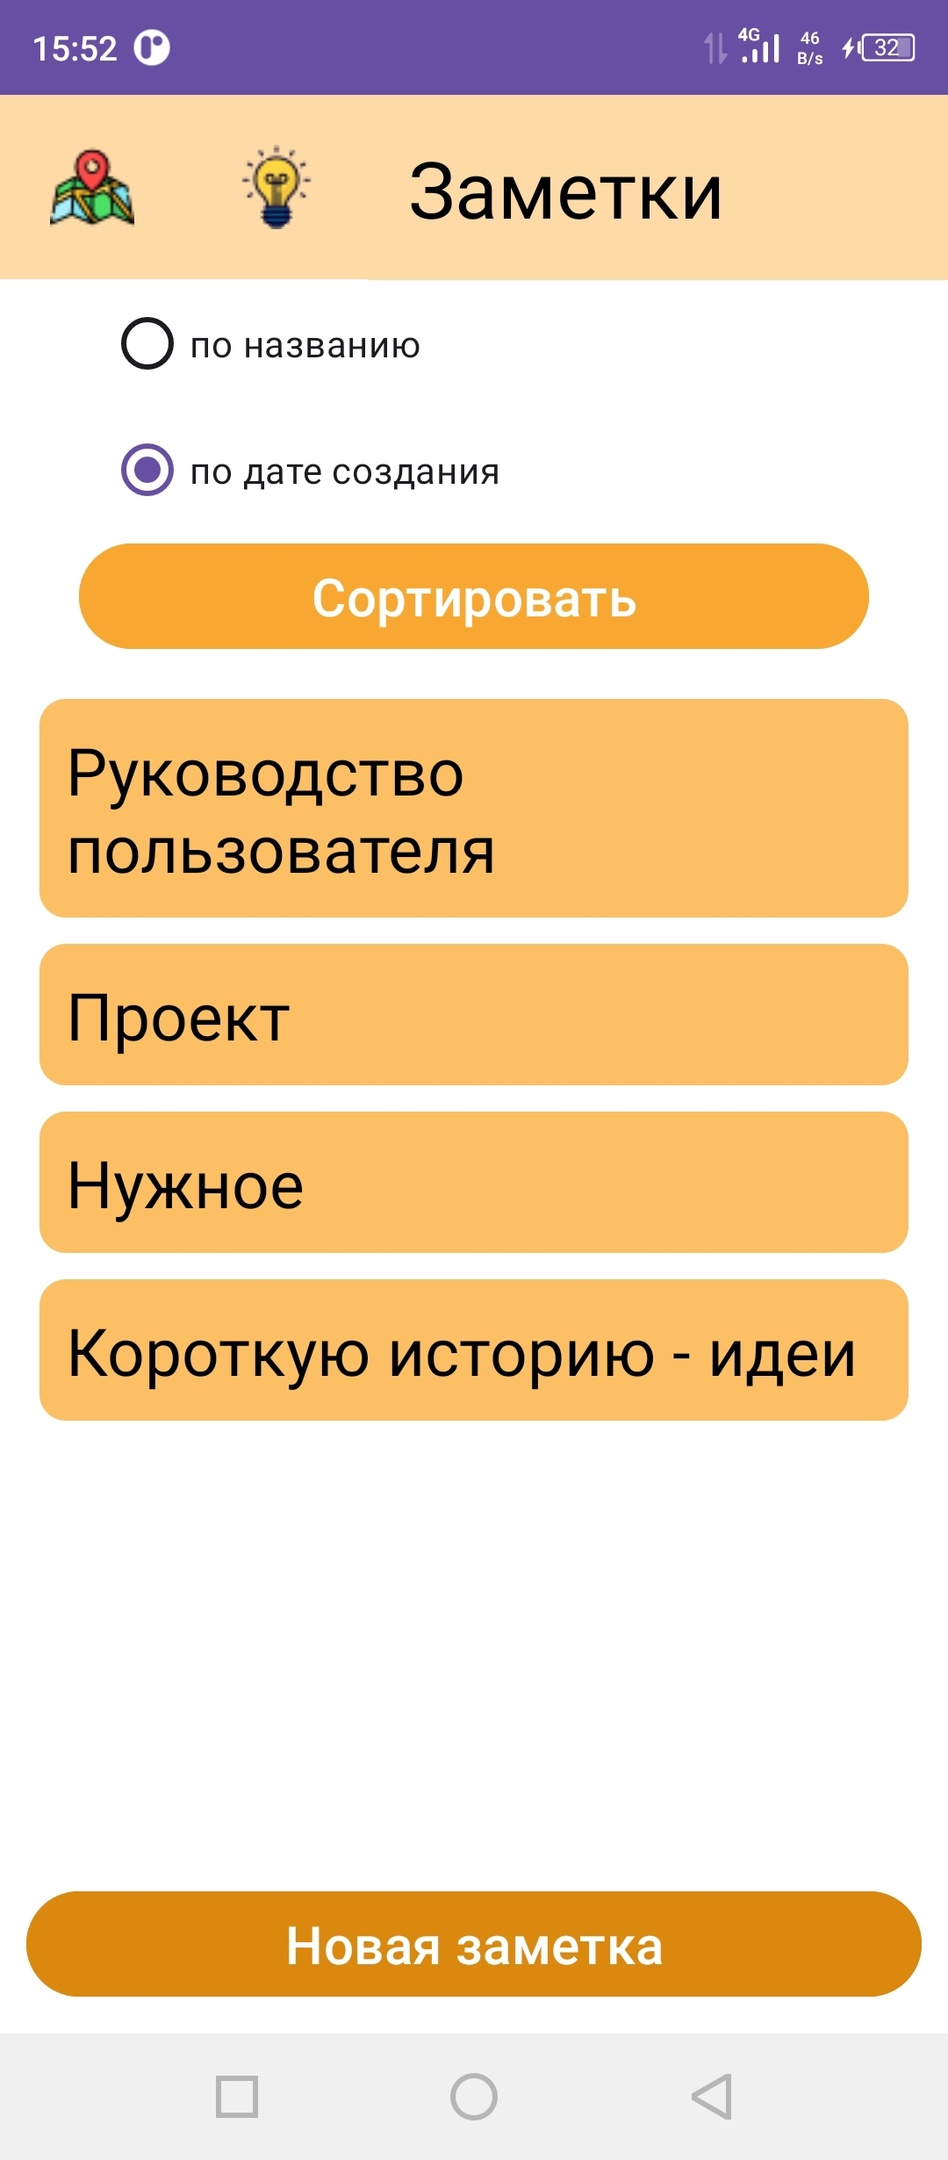 15:52
4G
46
B/s
32
Заметки
по названию
по дате создания
Сортировать
Руководство
пользователя
Проект
Нужное
Короткую историю - идеи
Новая заметка